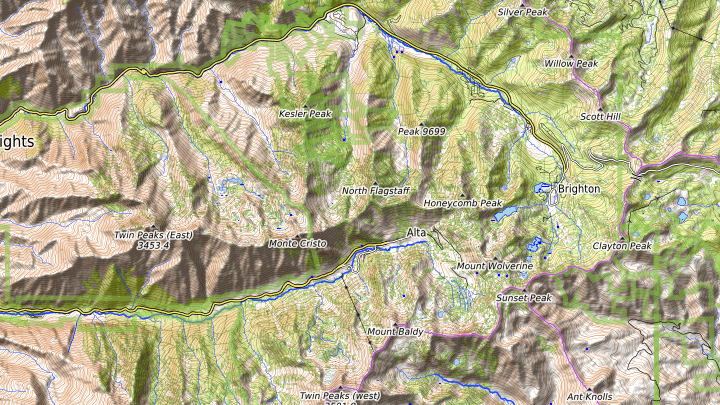 Silver Peak
Willow Peak
Kesler Peak
Scott Hill
Peak 9699
ights
North Flagstaff
Brighton
Honeycomb Peak
Twin Peaks (East)
3453.4
Alta
Monte Cristo
Clayton Peak
Mount Wolverine
Sunset Peak
Mount Baldy
Twin Peaks (west)
Ant Knolls